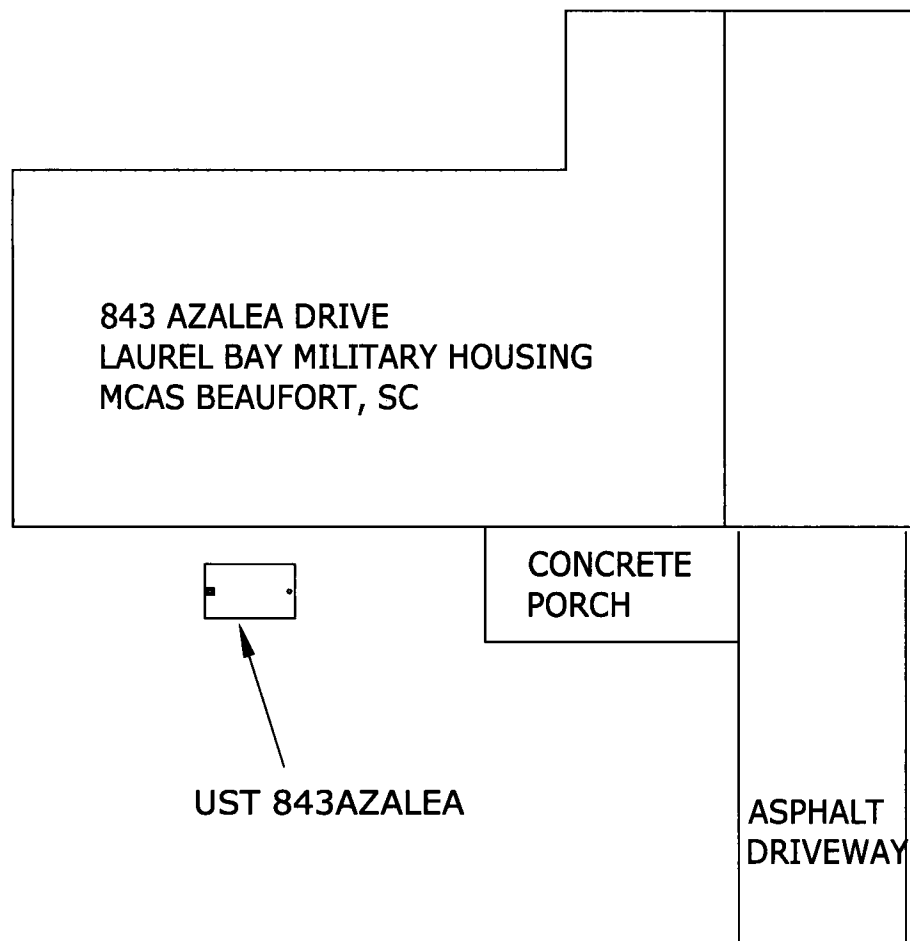 843 AZALEA DRIVE
LAUREL BAY MILITARY HOUSING
MCAS BEAUFORT, SC
CONCRETE
PORCH
UST 843AZALEA
ASPHALT
DRIVEWAY